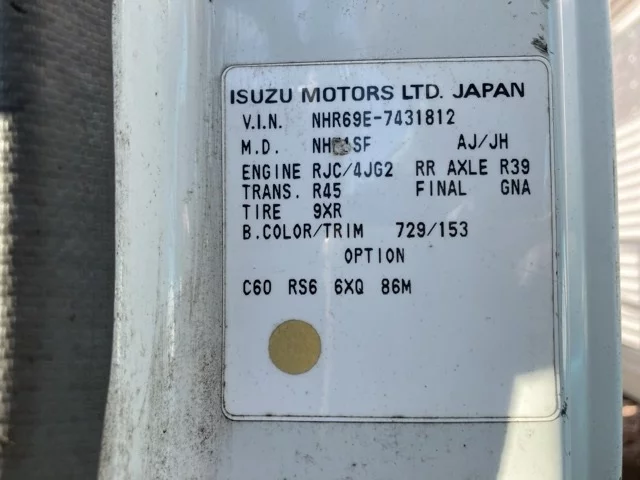 ISUZU MOTORS LTD. JAPAN
V.I.N. NHR69E-7431812
M.D. AJ/JH
ENGINE RJC/4JG2 RR AXLE R39
TRANS. R45 FINAL GNA
TIRE 9XR
B.COLOR/TRIM 729/153
OPTION
C60 RS6 6XQ 86M